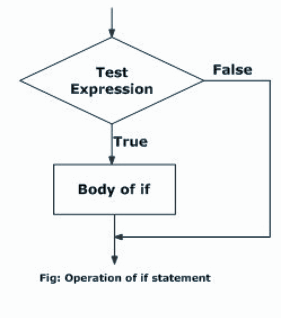 Test
Expression
False
True
Body of if
Fig: Operation of if statement